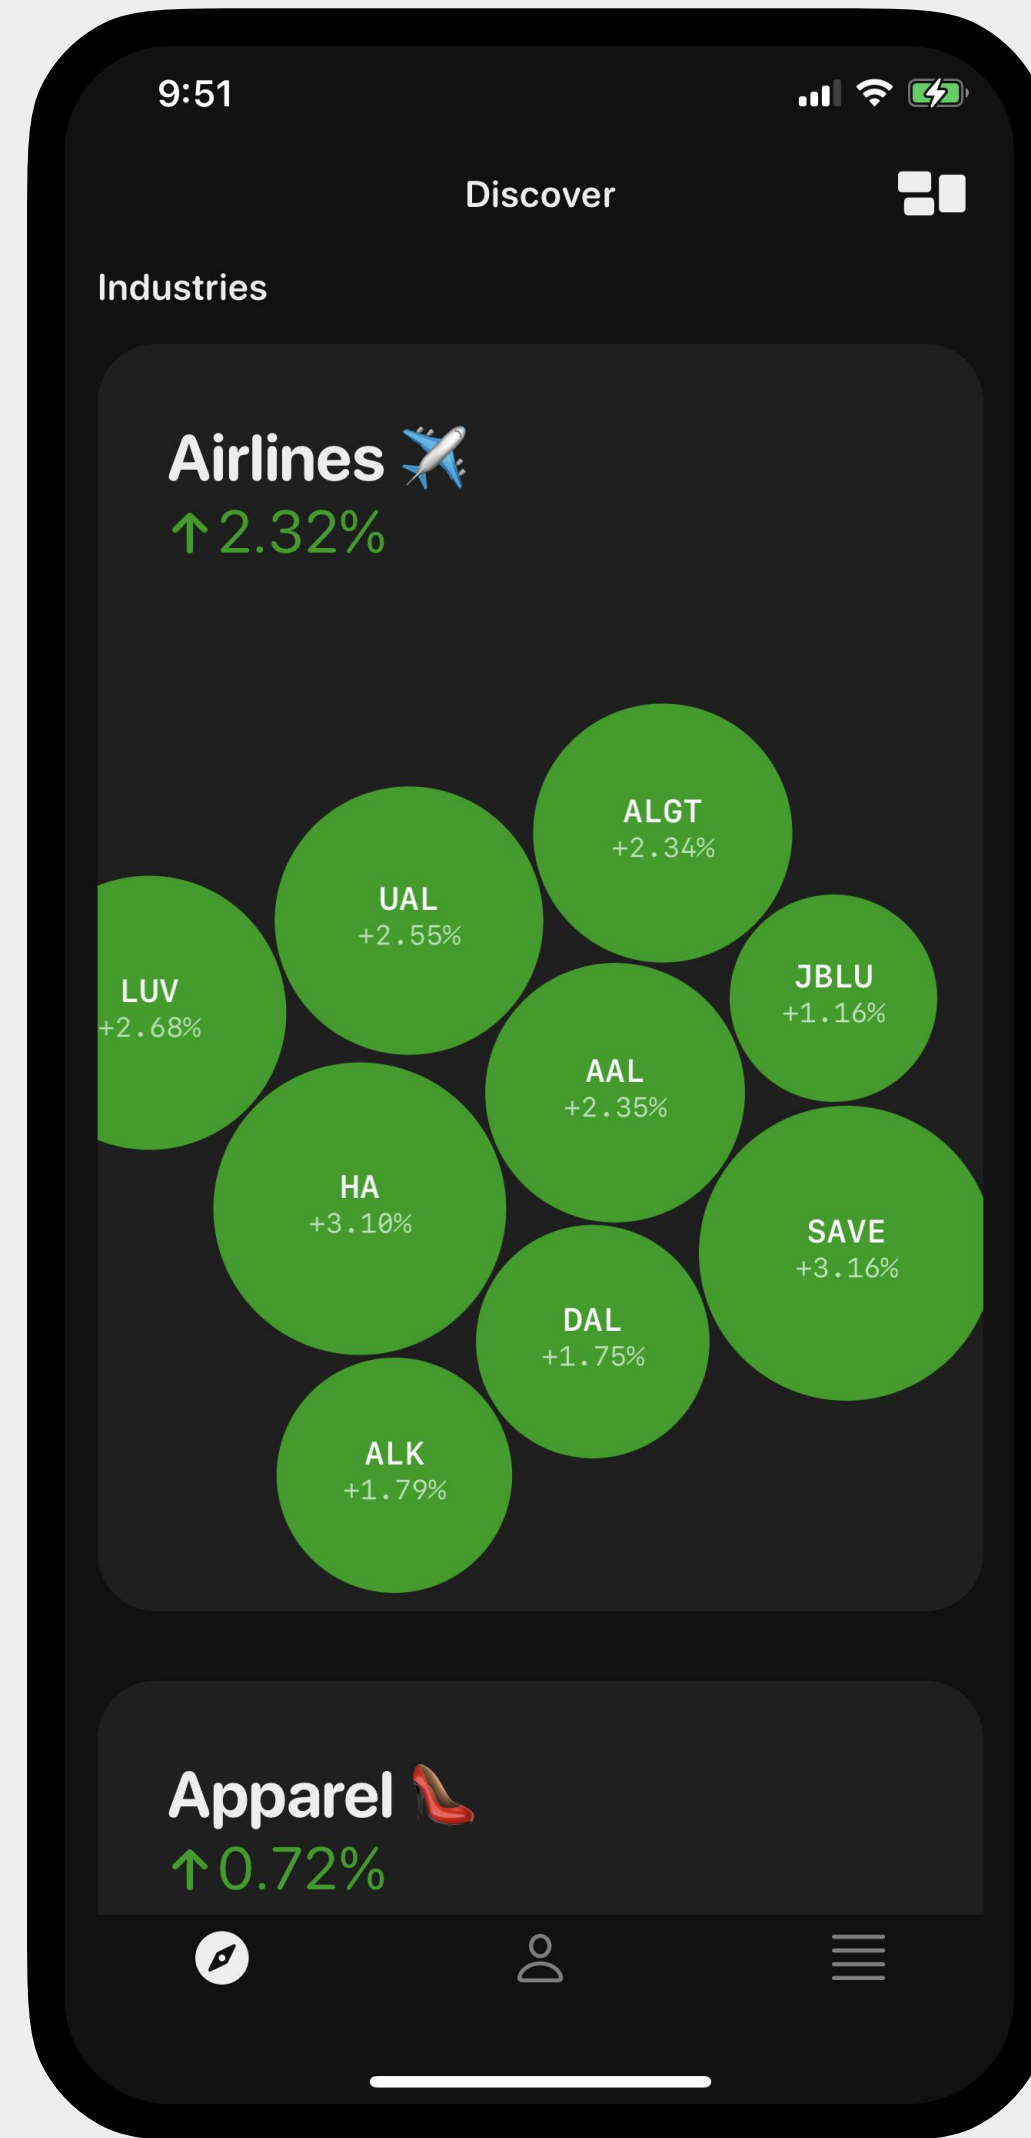 9:51
Discover
Industries
Airlines ✈️
↑2.32%
ALGT
+2.34%
UAL
+2.55%
JBLU
+1.16%
LUV
+2.68%
AAL
+2.35%
HA
+3.10%
SAVE
+3.16%
DAL
+1.75%
ALK
+1.79%
Apparel 👠
↑0.72%